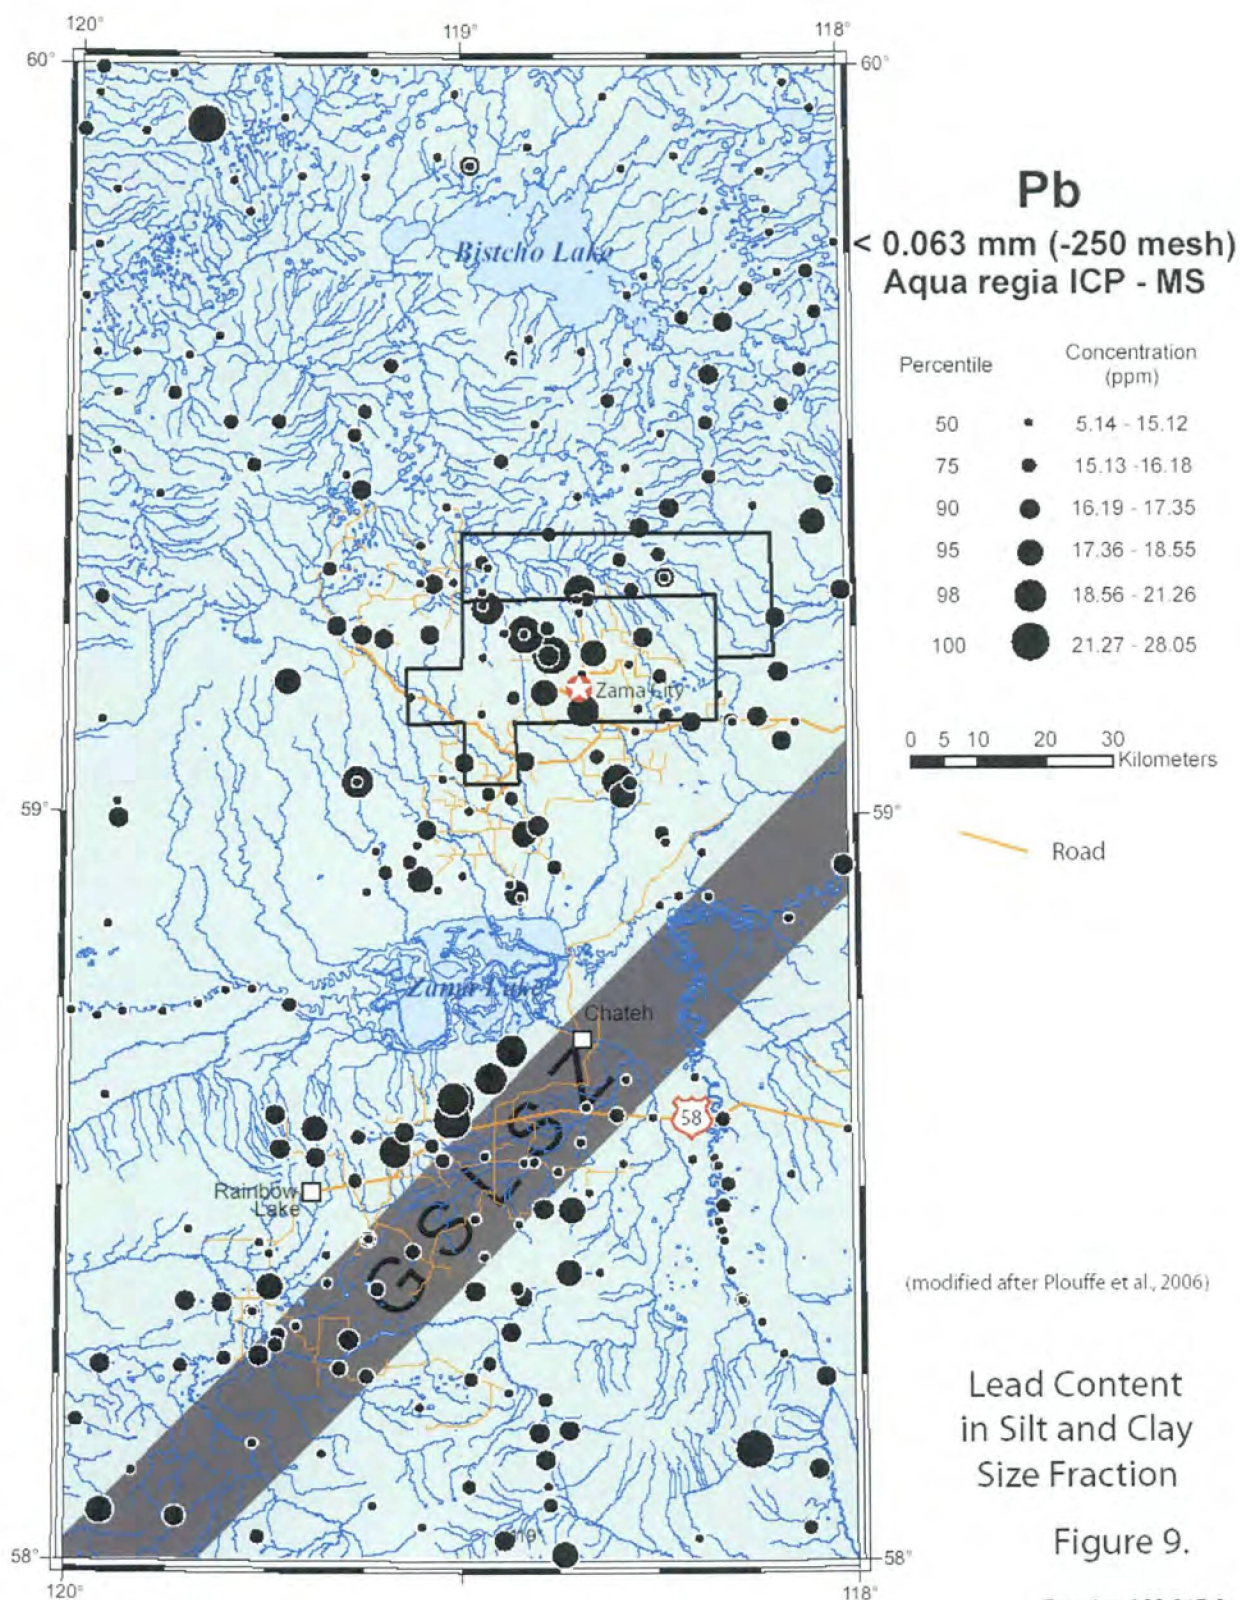 120°
119°
118°
60°
60°
Bistcho Lake
Zama City
59°
59°
Zama Lake
Chateh
58
Rainbow
Lake
GSLSZ
119°
58°
58°
120°
118°
Pb
< 0.063 mm (-250 mesh)
Aqua regia ICP - MS
Percentile
Concentration
(ppm)
50
5.14 - 15.12
75
15.13 -16.18
90
16.19 - 17.35
95
17.36 - 18.55
98
18.56 - 21.26
100
21.27 - 28.05
0 5 10 20 30
Kilometers
Road
(modified after Plouffe et al., 2006)
Lead Content
in Silt and Clay
Size Fraction
Figure 9.